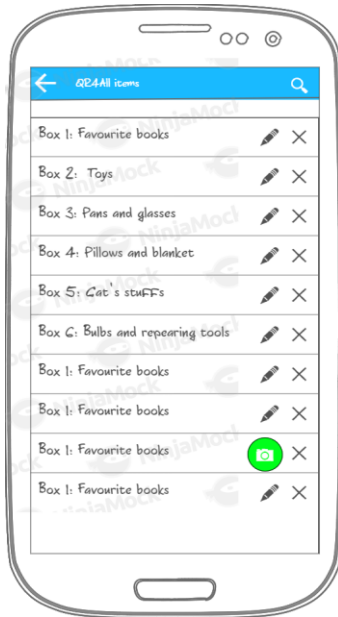 QR4All items
Box 1: Favourite books
Box 2: Toys
Box 3: Pans and glasses
Box 4: Pillows and blanket
Box 5: Cat's stuffs
Box 6: Bulbs and repearing tools
Box 1: Favourite books
Box 1: Favourite books
Box 1: Favourite books
Box 1: Favourite books
NinjaMock